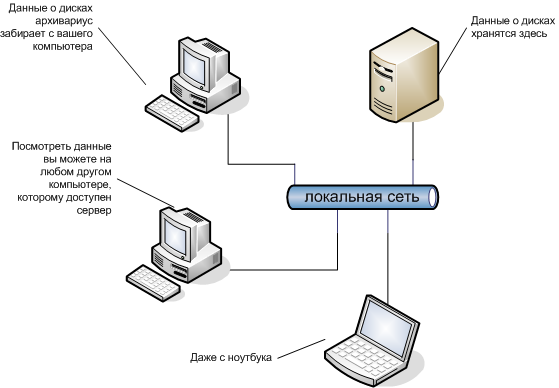 Данные о дисках
архивариус
забирает с вашего
компьютера
Данные о дисках
хранятся здесь
Посмотреть данные
вы можете на
любом другом
компьютере,
которому доступен
сервер
локальная сеть
Даже с ноутбука